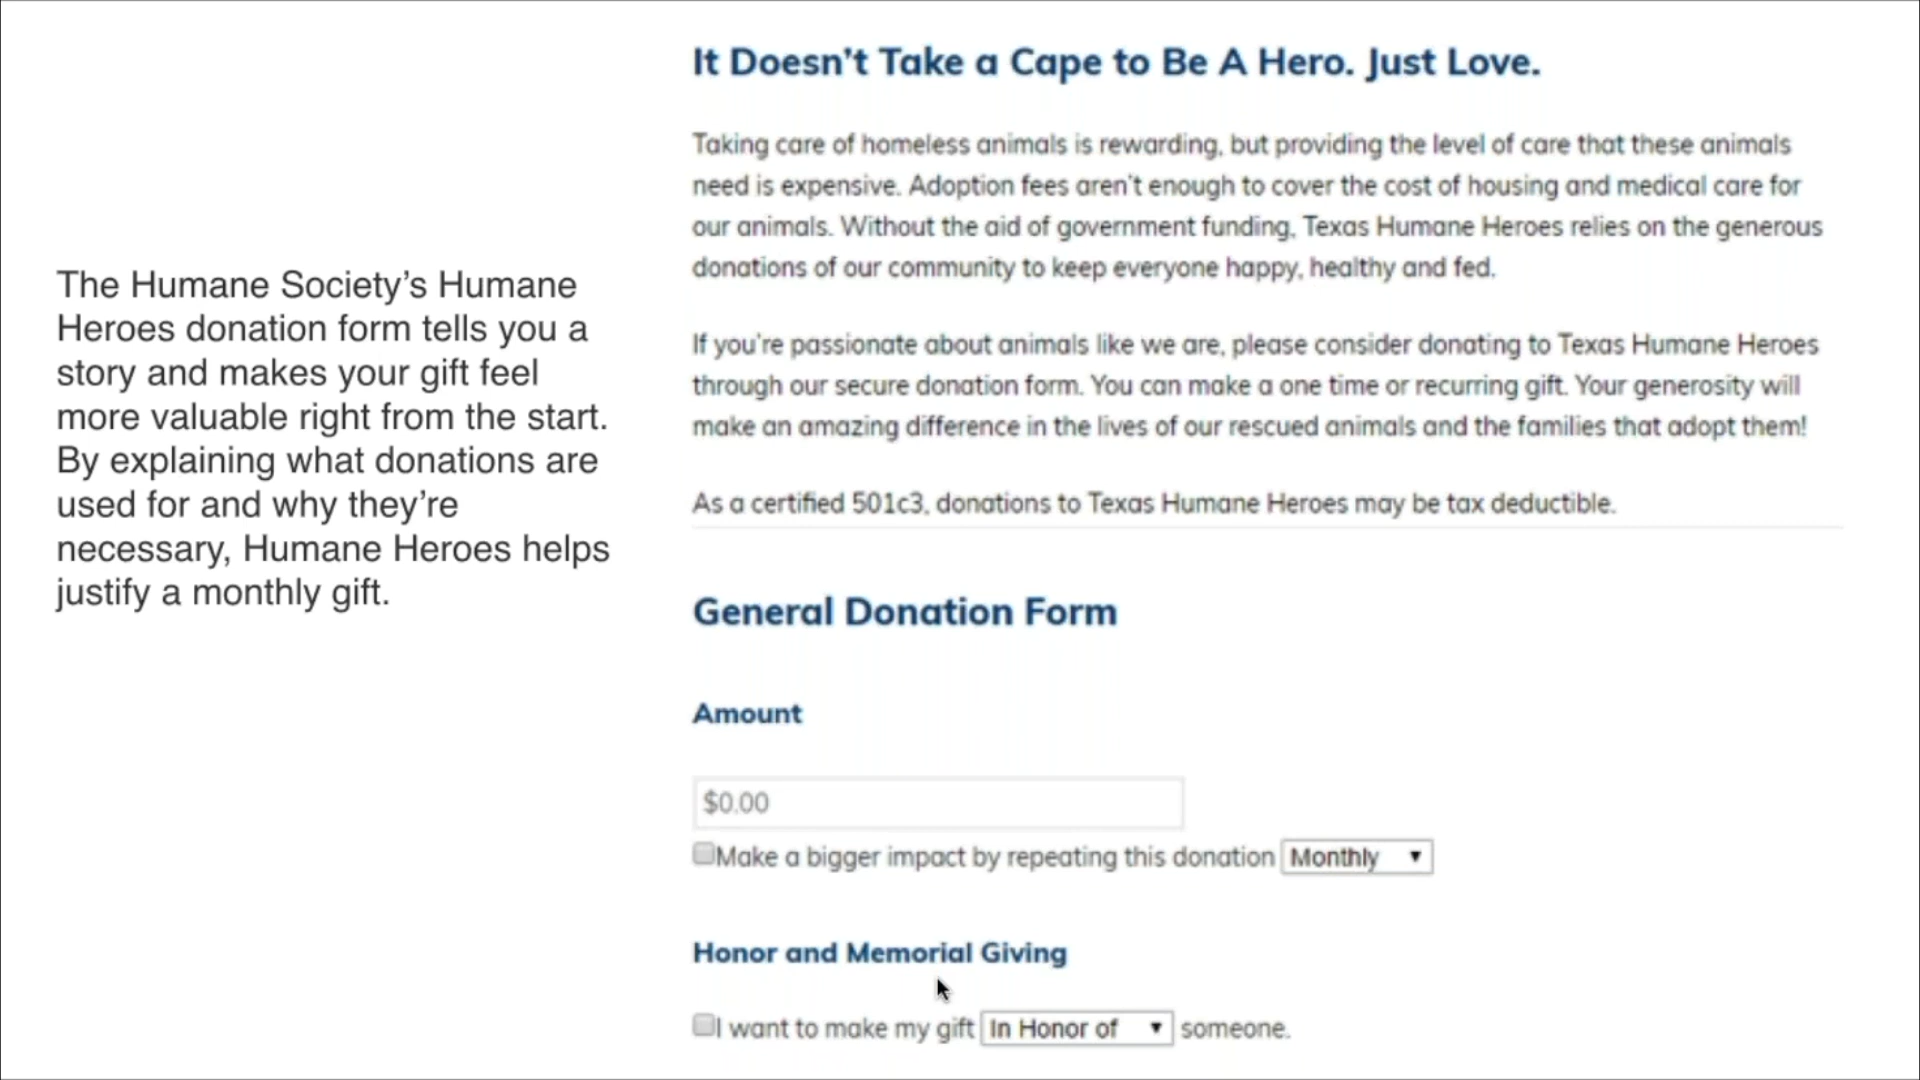 The Humane Society’s Humane
Heroes donation form tells you a
story and makes your gift feel
more valuable right from the start.
By explaining what donations are
used for and why they’re
necessary, Humane Heroes helps
justify a monthly gift.
It Doesn't Take a Cape to Be A Hero. Just Love.
Taking care of homeless animals is rewarding, but providing the level of care that these animals
need is expensive. Adoption fees aren't enough to cover the cost of housing and medical care for
our animals. Without the aid of government funding, Texas Humane Heroes relies on the generous
donations of our community to keep everyone happy, healthy and fed.
If you're passionate about animals like we are, please consider donating to Texas Humane Heroes
through our secure donation form. You can make a one time or recurring gift. Your generosity will
make an amazing difference in the lives of our rescued animals and the families that adopt them!
As a certified 501c3, donations to Texas Humane Heroes may be tax deductible.
General Donation Form
Amount
$0.00
Make a bigger impact by repeating this donation Monthly
Honor and Memorial Giving
I want to make my gift In Honor of someone.